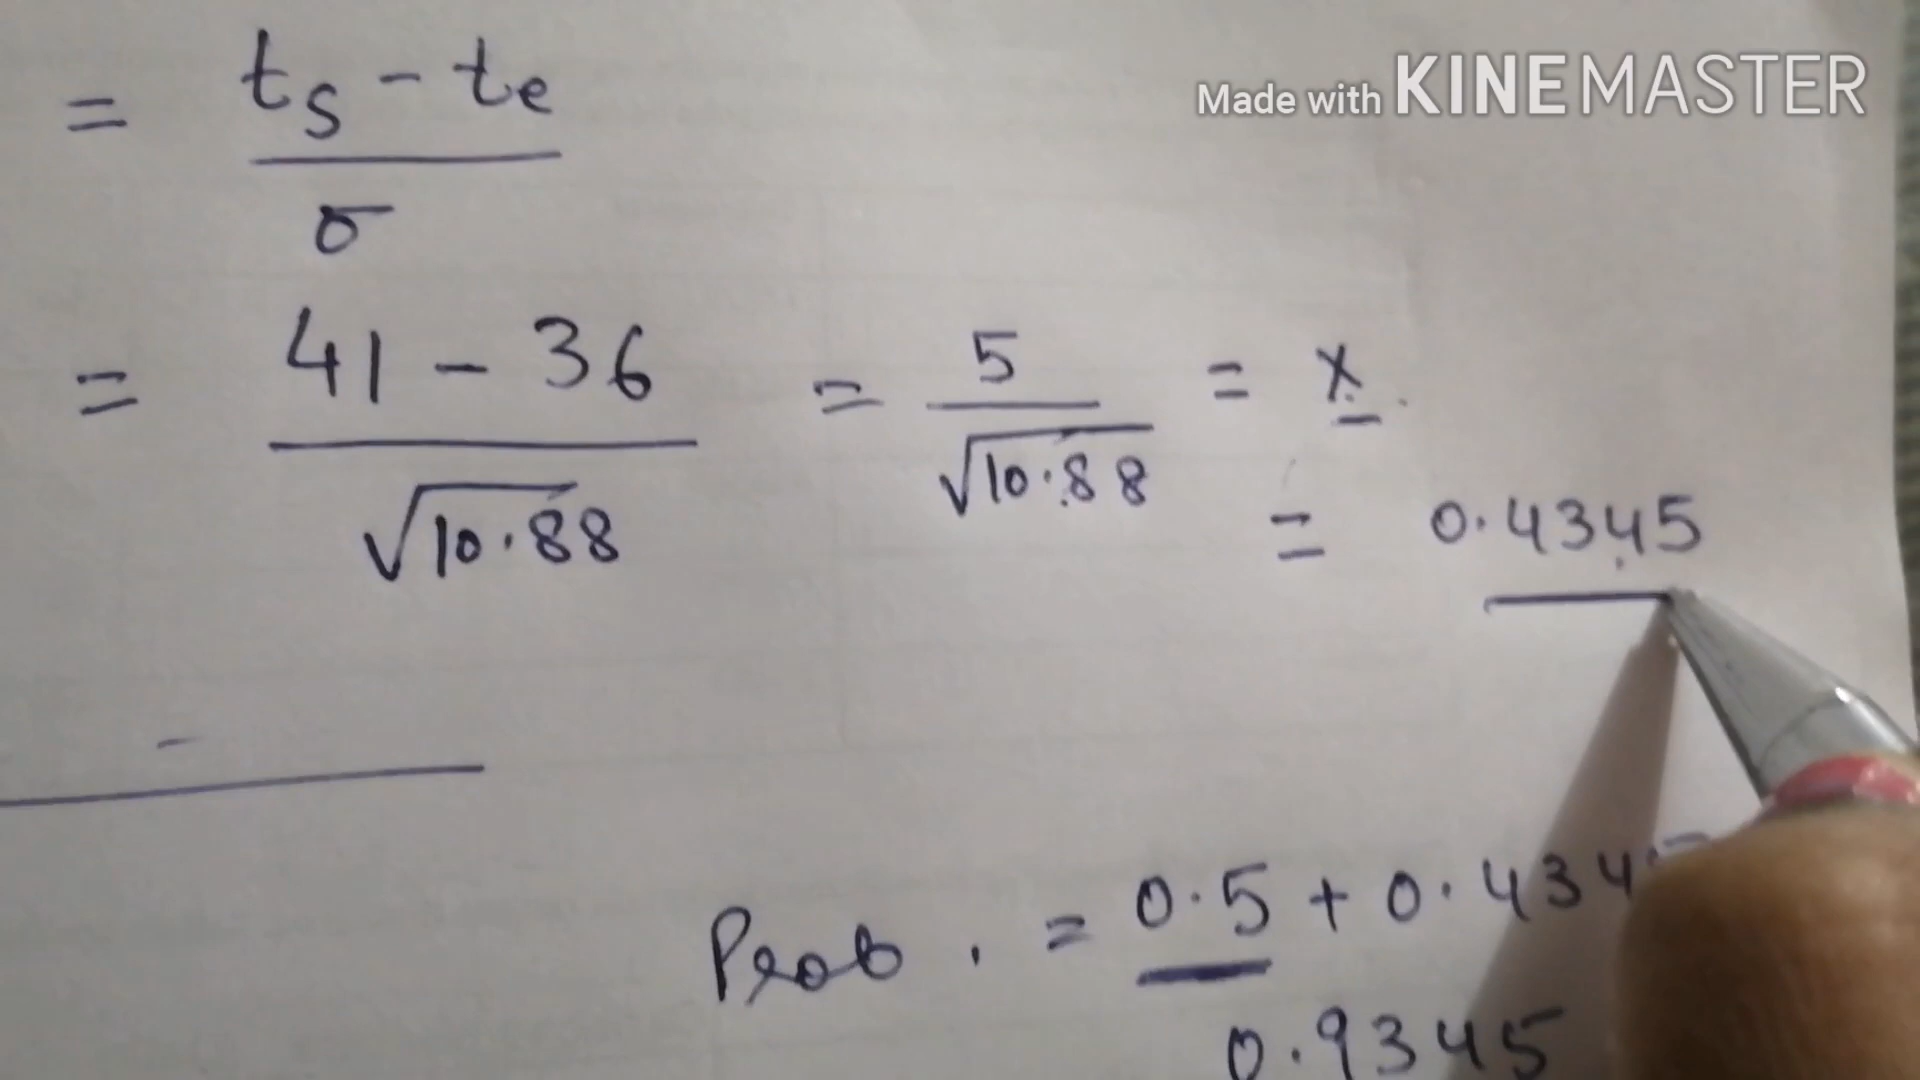 Made with KINEMASTER
= ts - te / σ
= 41 - 36 / √10.88 = 5 / √10.88 = x
= 0.4345
Prob. = 0.5 + 0.434
0.9345